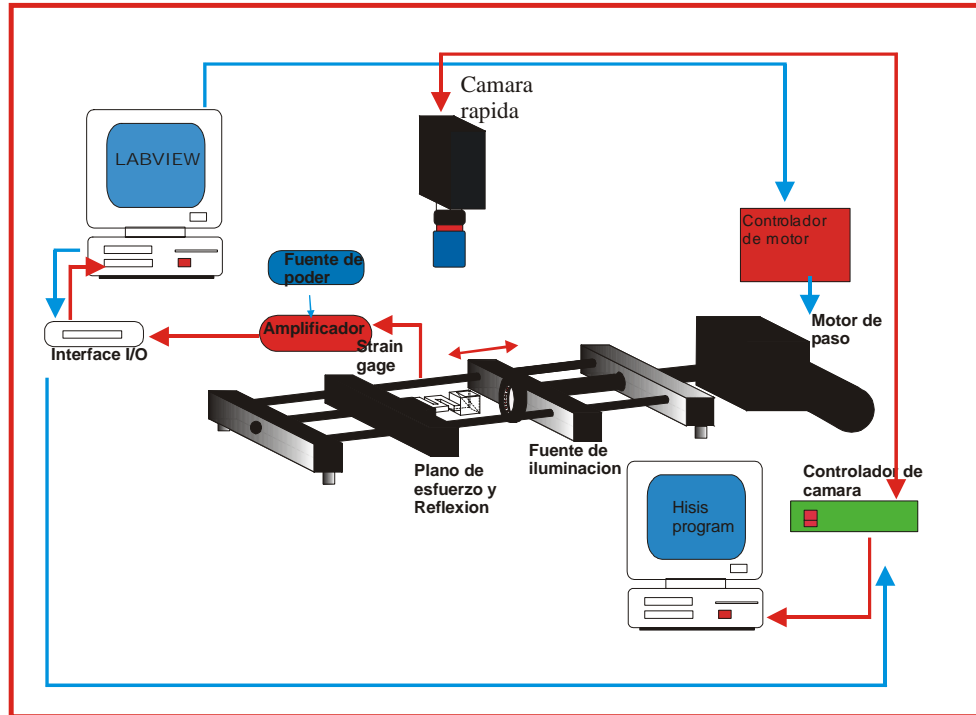 Camara
rapida
LABVIEW
Controlador
de motor
Fuente de
poder
Amplificador
Strain
gage
Interface I/O
Motor de
paso
Fuente de
iluminacion
Plano de
esfuerzo y
Reflexion
Controlador de
camara
Hisis
program